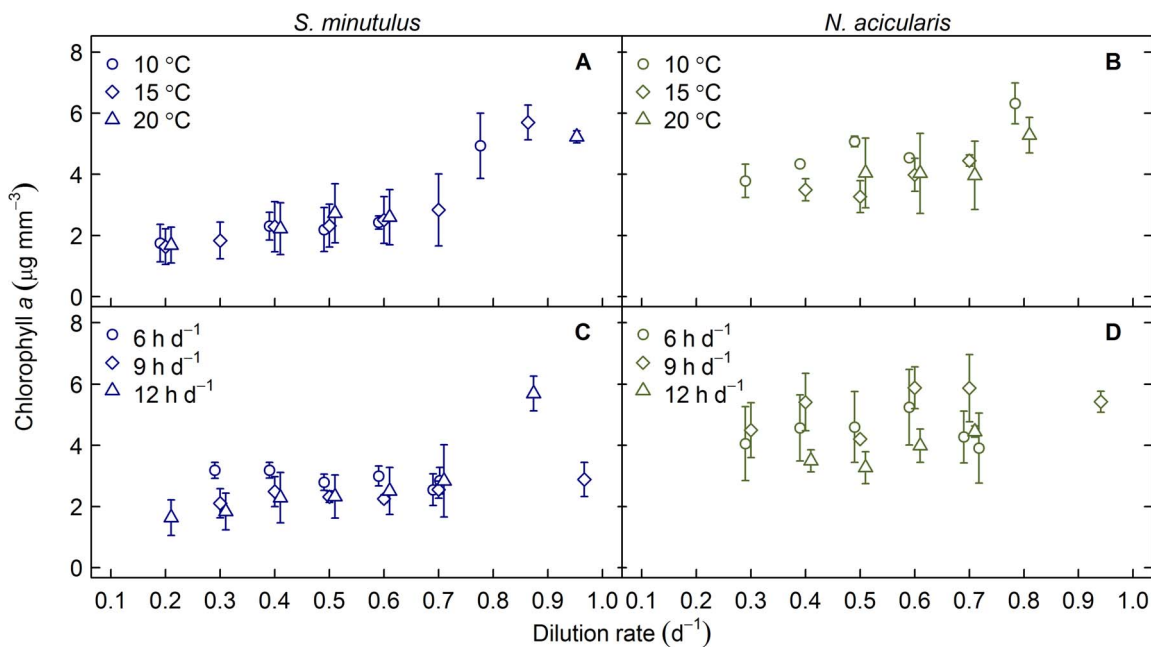 S. minutulus
N. acicularis
8
6
4
2
0
10 °C
15 °C
20 °C
A
10 °C
15 °C
20 °C
B
Chlorophyll a (μg mm⁻³)
8
6
4
2
0
6 h d⁻¹
9 h d⁻¹
12 h d⁻¹
C
6 h d⁻¹
9 h d⁻¹
12 h d⁻¹
D
0.1 0.2 0.3 0.4 0.5 0.6 0.7 0.8 0.9 1.0
0.1 0.2 0.3 0.4 0.5 0.6 0.7 0.8 0.9 1.0
Dilution rate (d⁻¹)